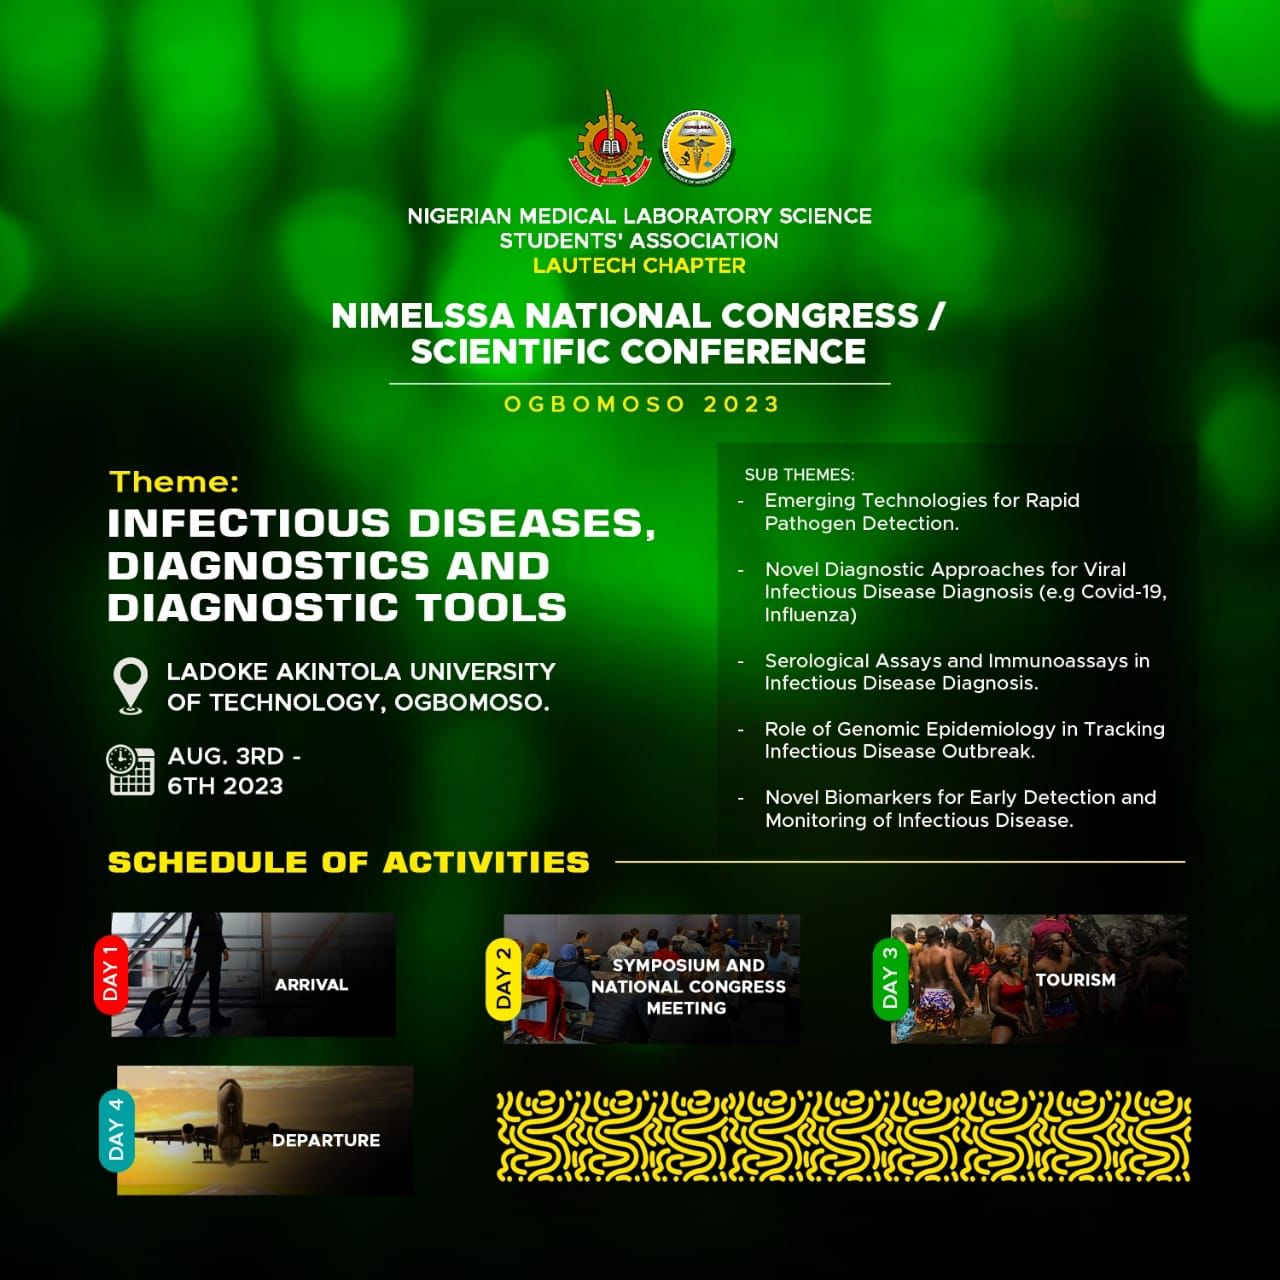 NIMELSSA
NIGERIAN MEDICAL LABORATORY SCIENCE
STUDENTS' ASSOCIATION
LAUTECH CHAPTER
NIMELSSA NATIONAL CONGRESS /
SCIENTIFIC CONFERENCE
OGBOMOSO 2023
Theme:
INFECTIOUS DISEASES,
DIAGNOSTICS AND
DIAGNOSTIC TOOLS
LADOKE AKINTOLA UNIVERSITY
OF TECHNOLOGY, OGBOMOSO.
AUG. 3RD -
6TH 2023
SUB THEMES:
- Emerging Technologies for Rapid
Pathogen Detection.
- Novel Diagnostic Approaches for Viral
Infectious Disease Diagnosis (e.g Covid-19,
Influenza)
- Serological Assays and Immunoassays in
Infectious Disease Diagnosis.
- Role of Genomic Epidemiology in Tracking
Infectious Disease Outbreak.
- Novel Biomarkers for Early Detection and
Monitoring of Infectious Disease.
SCHEDULE OF ACTIVITIES
DAY 1
ARRIVAL
DAY 2
SYMPOSIUM AND
NATIONAL CONGRESS
MEETING
DAY 3
TOURISM
DAY 4
DEPARTURE